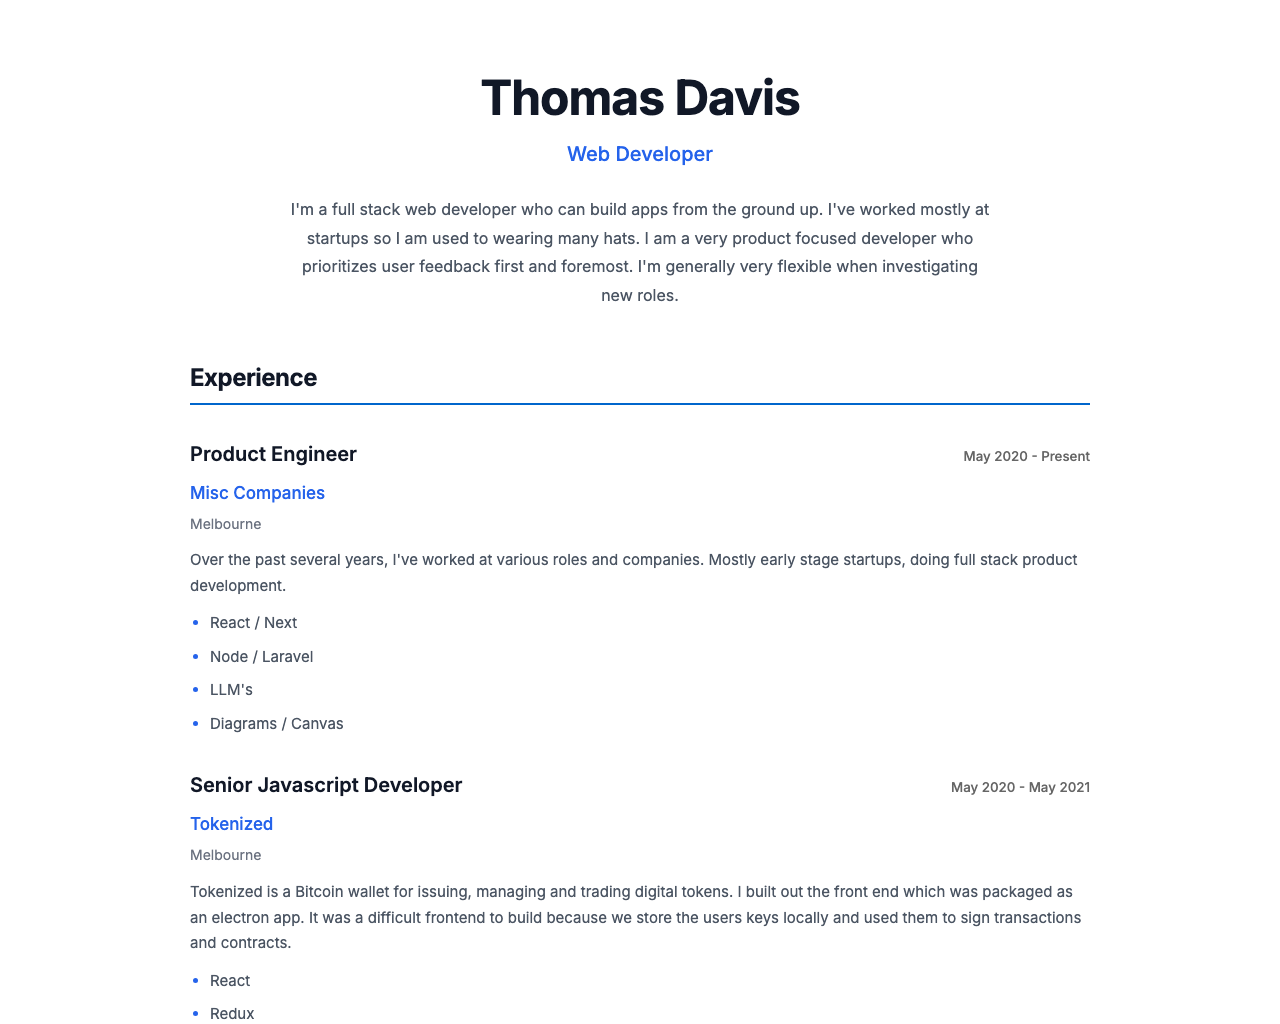 Thomas Davis
Web Developer
I'm a full stack web developer who can build apps from the ground up. I've worked mostly at
startups so I am used to wearing many hats. I am a very product focused developer who
prioritizes user feedback first and foremost. I'm generally very flexible when investigating
new roles.
Experience
Product Engineer
May 2020 - Present
Misc Companies
Melbourne
Over the past several years, I've worked at various roles and companies. Mostly early stage startups, doing full stack product
development.
• React / Next
• Node / Laravel
• LLM's
• Diagrams / Canvas
Senior Javascript Developer
May 2020 - May 2021
Tokenized
Melbourne
Tokenized is a Bitcoin wallet for issuing, managing and trading digital tokens. I built out the front end which was packaged as
an electron app. It was a difficult frontend to build because we store the users keys locally and used them to sign transactions
and contracts.
• React
• Redux